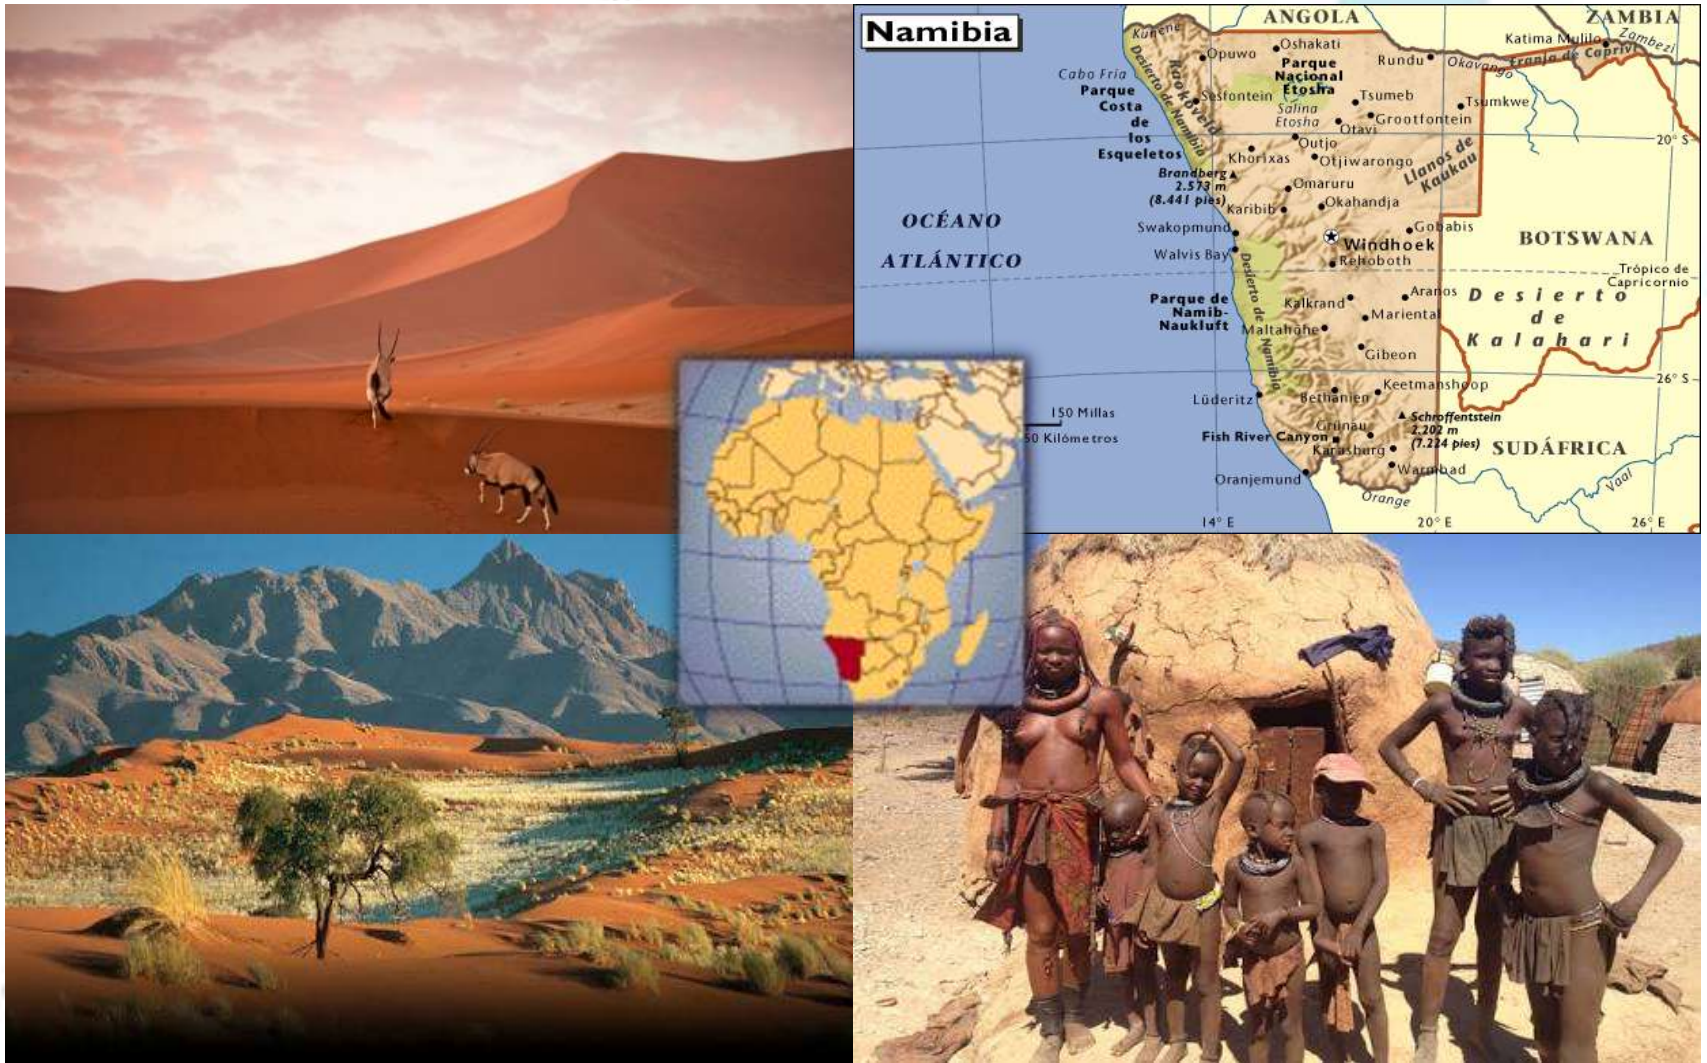 Namibia
ANGOLA
ZAMBIA
Kunene
Oshakati
Katima Mulilo
Zambezi
Opuwo
Parque
Nacional
Etosha
Rundu
Okavango
Franja de Caprivi
Cabo Fria
Desierto de Namibia
Kaokoveld
Parque
Costa
de
los
Esqueletos
Sesfontein
Salina
Etosha
Tsumeb
Tsumkwe
Grootfontein
Otavi
20° S
Outjo
Khorixas
Otjiwarongo
Llanos de
Kaukau
Brandberg
2.573 m
(8.441 pies)
Omaruru
Karibib
Okahandja
OCÉANO
ATLÁNTICO
Swakopmund
Gobabis
Windhoek
BOTSWANA
Walvis Bay
Rehoboth
Trópico de
Capricornio
Desierto de Namibia
Parque de
Namib-
Naukluft
Kalkrand
Aranos
Desierto
de
Kalahari
Mariental
Maltahöhe
Gibeon
26° S
Keetmanshoop
Lüderitz
Bethanien
150 Millas
50 Kilómetros
Schroffentstein
2.202 m
(7.224 pies)
Grünau
Fish River Canyon
Karasburg
SUDÁFRICA
Warmbad
Oranjemund
Orange
Vaal
14° E
20° E
26° E